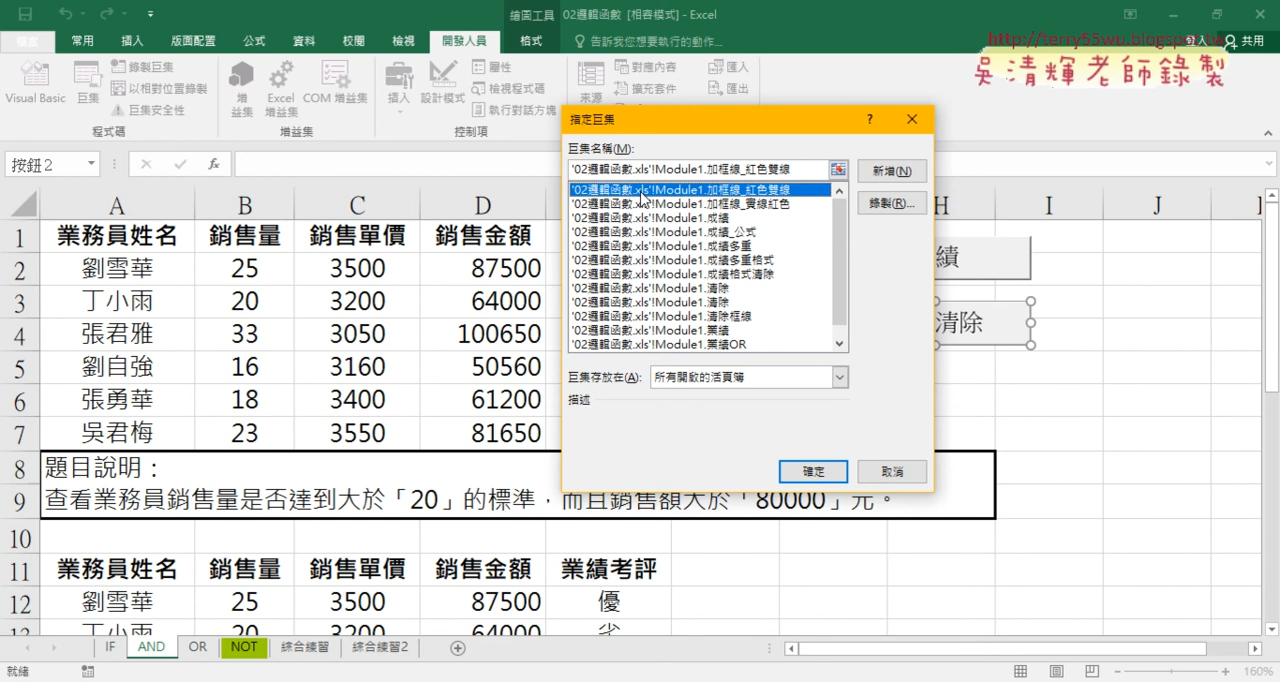 繪圖工具
02邏輯函數 [相容模式] - Excel
常用
插入
版面配置
公式
資料
校閱
檢視
開發人員
格式
告訴我您想要執行的動作...
共用
http://terry55wu.blogspot.tw
吳清輝老師錄製
Visual Basic
巨集
錄製巨集
以相對位置錄製
巨集安全性
程式碼
增益集
Excel 增益集
COM 增益集
增益集
插入
設計模式
屬性
檢視程式碼
執行對話方塊
控制項
來源
對應內容
擴充套件
匯入
匯出
按鈕 2
fx
A B C D H I J
1 業務員姓名 銷售量 銷售單價 銷售金額
2 劉雪華 25 3500 87500
3 丁小雨 20 3200 64000
4 張君雅 33 3050 100650
5 劉自強 16 3160 50560
6 張勇華 18 3400 61200
7 吳君梅 23 3550 81650
8 題目說明：
9 查看業務員銷售量是否達到大於「20」的標準，而且銷售額大於「80000」元。
10
11 業務員姓名 銷售量 銷售單價 銷售金額 業績考評
12 劉雪華 25 3500 87500 優
13 丁小雨 20 3200 64000 劣
績
清除
指定巨集
?
巨集名稱(M):
'02邏輯函數.xls'!Module1.加框線_紅色雙線
'02邏輯函數.xls'!Module1.加框線_紅色雙線
'02邏輯函數.xls'!Module1.加框線_實線紅色
'02邏輯函數.xls'!Module1.成績
'02邏輯函數.xls'!Module1.成績_公式
'02邏輯函數.xls'!Module1.成績多重
'02邏輯函數.xls'!Module1.成績多重格式
'02邏輯函數.xls'!Module1.成績格式清除
'02邏輯函數.xls'!Module1.清除
'02邏輯函數.xls'!Module1.清除
'02邏輯函數.xls'!Module1.清除框線
'02邏輯函數.xls'!Module1.業績
'02邏輯函數.xls'!Module1.業績OR
新增(N)
錄製(R)...
巨集存放在(A):
所有開啟的活頁簿
描述
確定
取消
IF
AND
OR
NOT
綜合練習
綜合練習2
就緒
160%